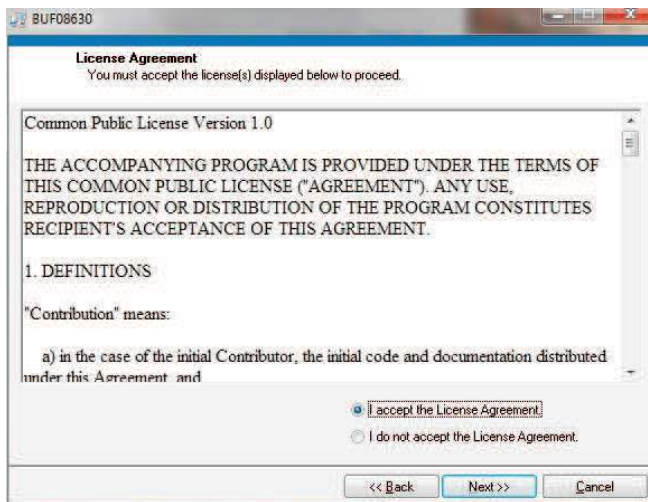 BUF08630
License Agreement
You must accept the license(s) displayed below to proceed.
Common Public License Version 1.0
THE ACCOMPANYING PROGRAM IS PROVIDED UNDER THE TERMS OF
THIS COMMON PUBLIC LICENSE ("AGREEMENT"). ANY USE,
REPRODUCTION OR DISTRIBUTION OF THE PROGRAM CONSTITUTES
RECIPIENT'S ACCEPTANCE OF THIS AGREEMENT.
1. DEFINITIONS
"Contribution" means:
a) in the case of the initial Contributor, the initial code and documentation distributed
under this Agreement, and
I accept the License Agreement.
I do not accept the License Agreement.
<< Back
Next >>
Cancel